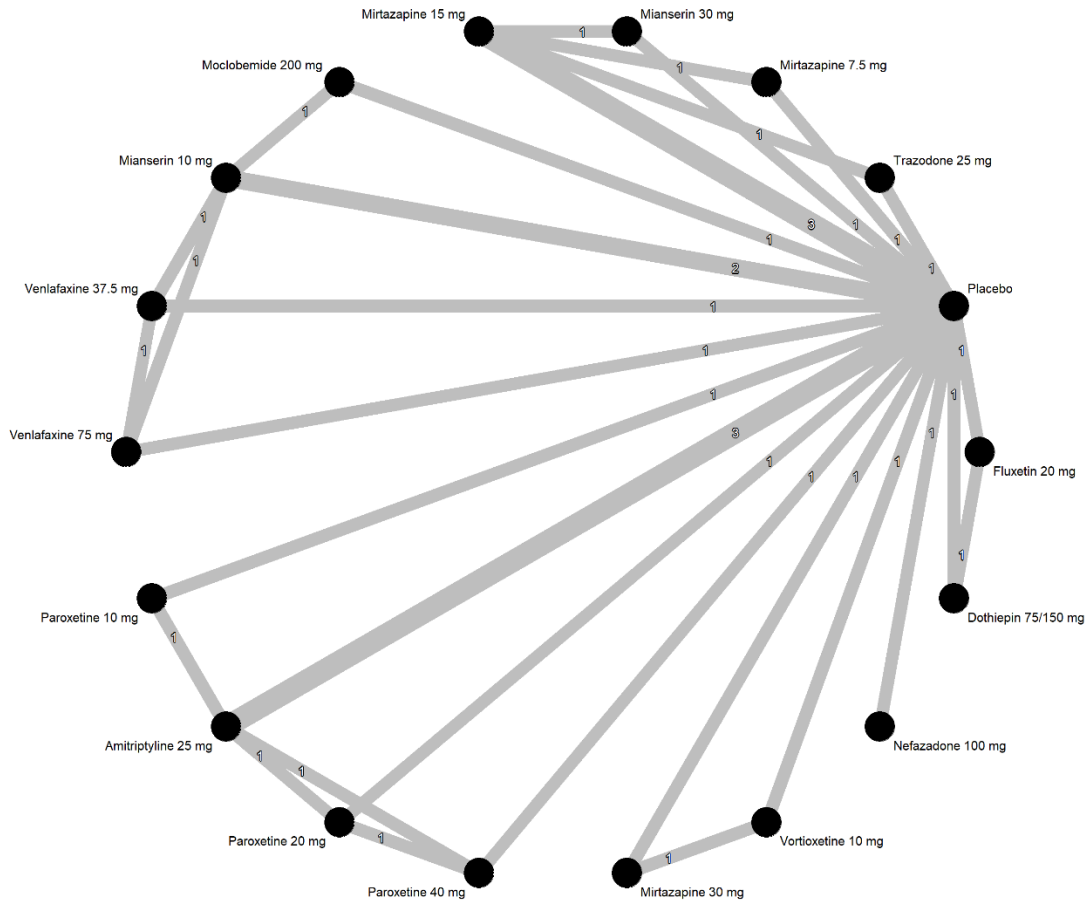 Mirtazapine 15 mg
Mianserin 30 mg
1
Moclobemide 200 mg
1
Mirtazapine 7.5 mg
1
1
Mianserin 10 mg
Trazodone 25 mg
1
3
1
1
1
1
2
1
1
Venlafaxine 37.5 mg
1
Placebo
1
1
1
1
1
Venlafaxine 75 mg
3
1
Fluxetin 20 mg
1
1
1
1
1
Paroxetine 10 mg
Dothiepin 75/150 mg
1
Amitriptyline 25 mg
Nefazadone 100 mg
1
1
Paroxetine 20 mg
1
Vortioxetine 10 mg
1
Paroxetine 40 mg
Mirtazapine 30 mg